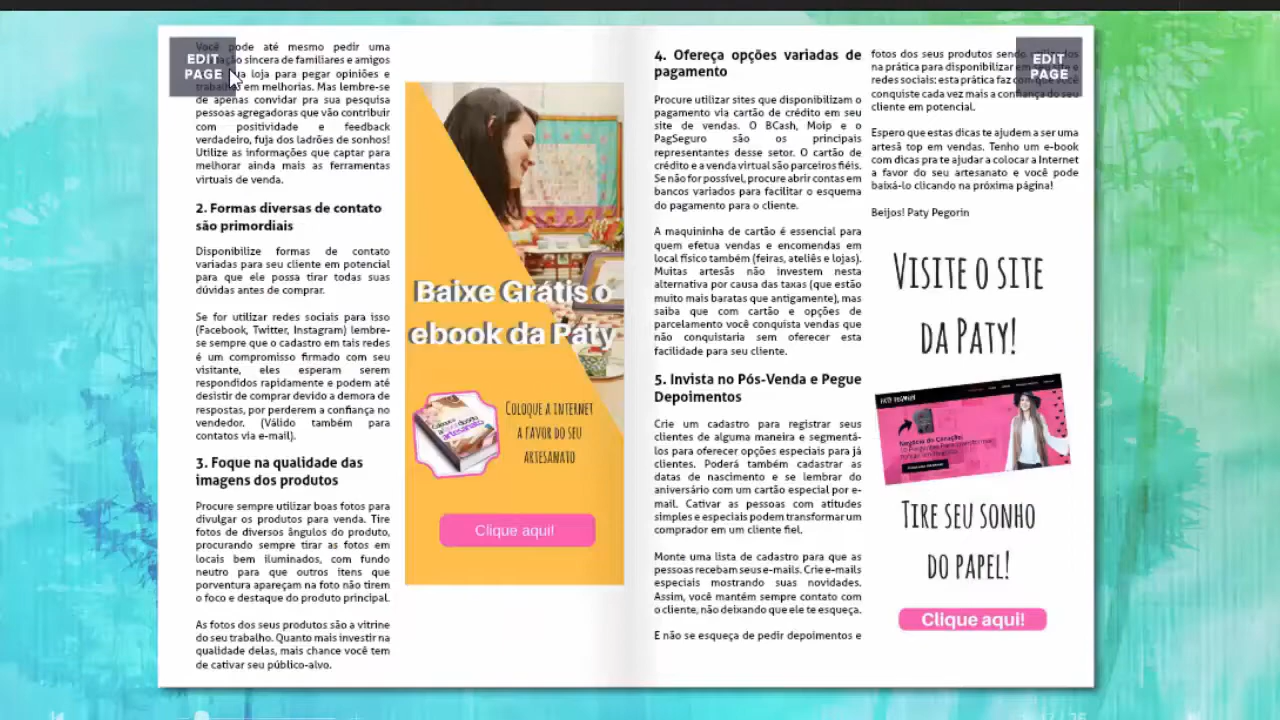 EDIT
PAGE
Você pode até mesmo pedir uma
sincera de familiares e amigos
loja para pegar opiniões e
em melhorias. Mas lembre-se
de apenas convidar pra sua pesquisa
pessoas agregadoras que vão contribuir
com positividade e feedback
verdadeiro, fuja dos ladrões de sonhos!
Utilize as informações que captar para
melhorar ainda mais as ferramentas
virtuais de venda.
2. Formas diversas de contato
são primordiais
Disponibilize formas de contato
variadas para seu cliente em potencial
para que ele possa tirar todas suas
dúvidas antes de comprar.
Se for utilizar redes sociais para isso
(Facebook, Twitter, Instagram) lembre-
se sempre que o cadastro em tais redes
é um compromisso firmado com seu
visitante, eles esperam serem
respondidos rapidamente e podem até
desistir de comprar devido a demora de
respostas, por perderem a confiança no
vendedor. (Válido também para
contatos via e-mail).
3. Foque na qualidade das
imagens dos produtos
Procure sempre utilizar boas fotos para
divulgar os produtos para venda. Tire
fotos de diversos ângulos do produto,
procurando sempre tirar as fotos em
locais bem iluminados, com fundo
neutro para que outros itens que
porventura apareçam na foto não tirem
o foco e destaque do produto principal.
As fotos dos seus produtos são a vitrine
do seu trabalho. Quanto mais investir na
qualidade delas, mais chance você tem
de cativar seu público-alvo.
Baixe Grátis o
ebook da Paty
artesanato
COLOQUE A INTERNET
A FAVOR DO SEU
ARTESANATO
Clique aqui!
4. Ofereça opções variadas de
pagamento
Procure utilizar sites que disponibilizam o
pagamento via cartão de crédito em seu
site de vendas. O BCash, Moip e o
PagSeguro são os principais
representantes desse setor. O cartão de
crédito e a venda virtual são parceiros fiéis.
Se não for possível, procure abrir contas em
bancos variados para facilitar o esquema
do pagamento para o cliente.
A maquininha de cartão é essencial para
quem efetua vendas e encomendas em
local físico também (feiras, ateliês e lojas).
Muitas artesãs não investem nesta
alternativa por causa das taxas (que estão
muito mais baratas que antigamente), mas
saiba que com cartão e opções de
parcelamento você conquista vendas que
não conquistaria sem oferecer esta
facilidade para seu cliente.
5. Invista no Pós-Venda e Pegue
Depoimentos
Crie um cadastro para registrar seus
clientes de alguma maneira e segmentá-
los para oferecer opções especiais para já
clientes. Poderá também cadastrar as
datas de nascimento e se lembrar do
aniversário com um cartão especial por e-
mail. Cativar as pessoas com atitudes
simples e especiais podem transformar um
comprador em um cliente fiel.
Monte uma lista de cadastro para que as
pessoas recebam seus e-mails. Crie e-mails
especiais mostrando suas novidades.
Assim, você mantém sempre contato com
o cliente, não deixando que ele te esqueça.
E não se esqueça de pedir depoimentos e
EDIT
PAGE
fotos dos seus produtos sendo utilizados
na prática para disponibilizar em seu site e
redes sociais; esta prática faz com que você
conquiste cada vez mais a confiança do seu
cliente em potencial.
Espero que estas dicas te ajudem a ser uma
artesã top em vendas. Tenho um e-book
com dicas pra te ajudar a colocar a Internet
a favor do seu artesanato e você pode
baixá-lo clicando na próxima página!
Beijos! Paty Pegorin
VISITE O SITE
DA PATY!
PATY PEGORIN
Negócio do Coração:
TIRE SEU SONHO
DO PAPEL!
Clique aqui!